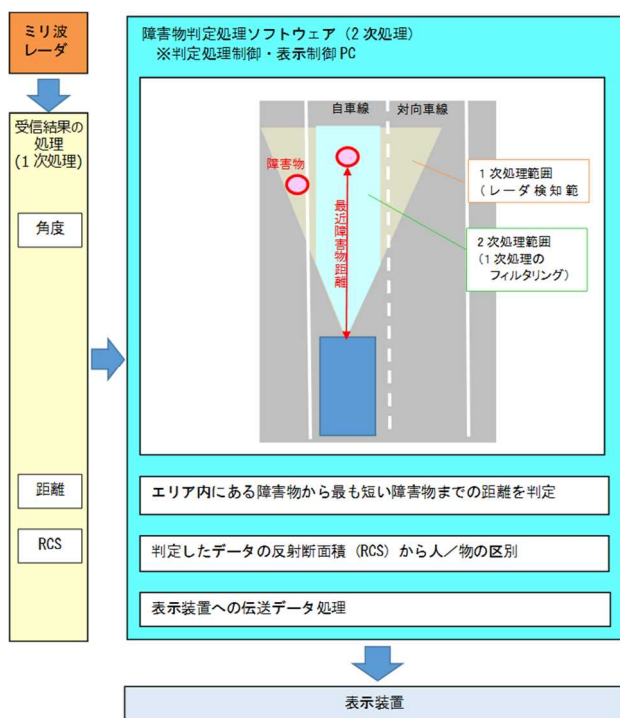 ミリ波
レーダ
受信結果の
処理
(1 次処理)
角度
距離
RCS
障害物判定処理ソフトウェア (2 次処理)
※判定処理制御・表示制御 PC
自車線
対向車線
障害物
最近障害物距離
1 次処理範囲
(レーダ検知範
2 次処理範囲
(1 次処理の
フィルタリング)
エリア内にある障害物から最も短い障害物までの距離を判定
判定したデータの反射断面積 (RCS) から人／物の区別
表示装置への伝送データ処理
表示装置